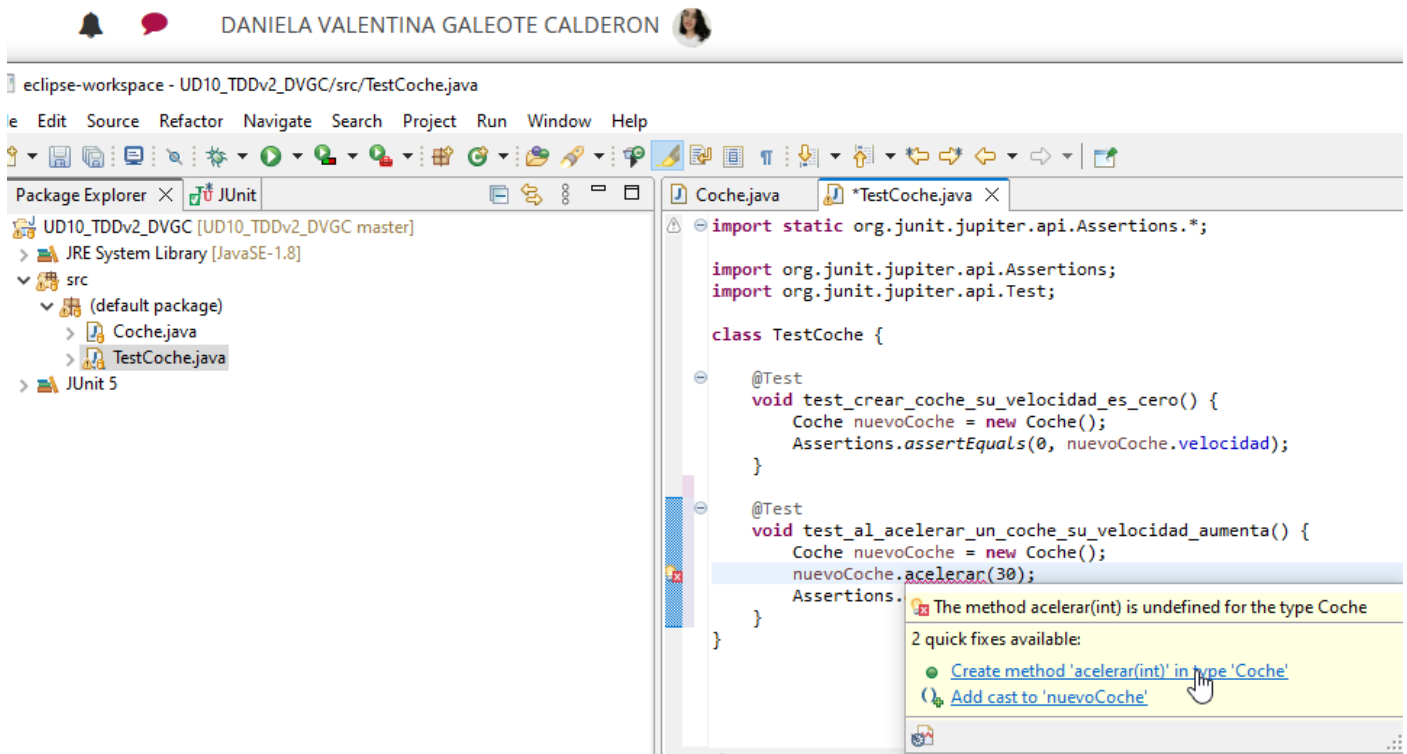 DANIELA VALENTINA GALEOTE CALDERON
eclipse-workspace - UD10_TDDv2_DVGC/src/TestCoche.java
Edit Source Refactor Navigate Search Project Run Window Help
Package Explorer JUnit
UD10_TDDv2_DVGC [UD10_TDDv2_DVGC master]
JRE System Library [JavaSE-1.8]
src
(default package)
Coche.java
TestCoche.java
JUnit 5
Coche.java *TestCoche.java
import static org.junit.jupiter.api.Assertions.*;
import org.junit.jupiter.api.Assertions;
import org.junit.jupiter.api.Test;
class TestCoche {
@Test
void test_crear_coche_su_velocidad_es_cero() {
Coche nuevoCoche = new Coche();
Assertions.assertEquals(0, nuevoCoche.velocidad);
}
@Test
void test_al_acelerar_un_coche_su_velocidad_aumenta() {
Coche nuevoCoche = new Coche();
nuevoCoche.acelerar(30);
Assertions.
}
}
The method acelerar(int) is undefined for the type Coche
2 quick fixes available:
Create method 'acelerar(int)' in type 'Coche'
Add cast to 'nuevoCoche'